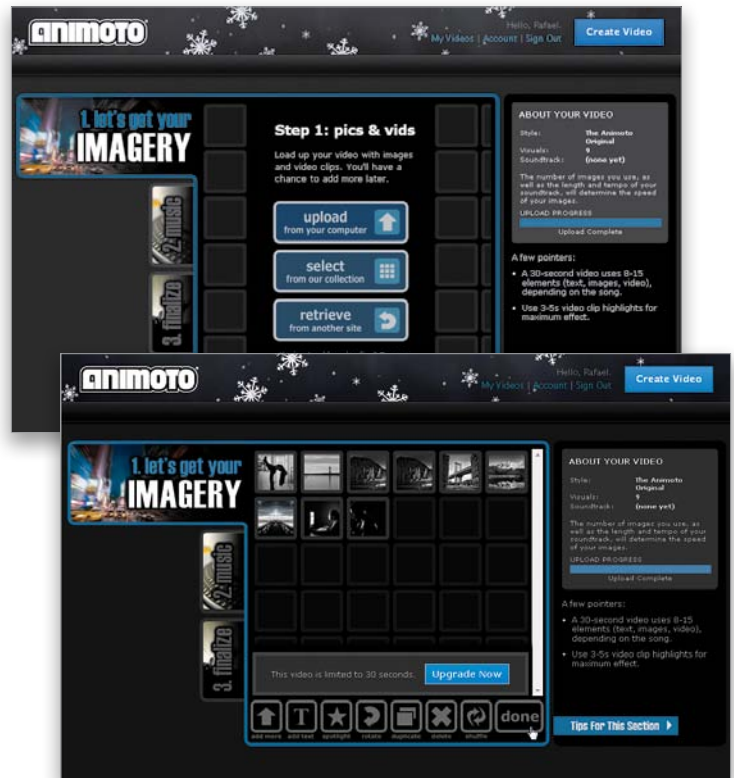 animoto
Hello, Rafael.
My Videos | Account | Sign Out
Create Video
1. let's get your
IMAGERY
2. music
3. finalize
Step 1: pics & vids
Load up your video with images
and video clips. You'll have a
chance to add more later.
upload
from your computer
select
from our collection
retrieve
from another site
ABOUT YOUR VIDEO
Style: The Animoto
Original
Visuals: 9
Soundtrack: (none yet)
The number of images you use, as
well as the length and tempo of your
soundtrack, will determine the speed
of your images.
UPLOAD PROGRESS
Upload Complete
A few pointers:
• A 30-second video uses 8-15
elements (text, images, video),
depending on the song.
• Use 3-5s video clip highlights for
maximum effect.
animoto
Hello, Rafael.
My Videos | Account | Sign Out
Create Video
1. let's get your
IMAGERY
2. music
3. finalize
This video is limited to 30 seconds.
Upgrade Now
add more
T
add text
spotlight
rotate
duplicate
delete
shuffle
done
ABOUT YOUR VIDEO
Style: The Animoto
Original
Visuals: 9
Soundtrack: (none yet)
The number of images you use, as
well as the length and tempo of your
soundtrack, will determine the speed
of your images.
UPLOAD PROGRESS
Upload Complete
A few pointers:
• A 30-second video uses 8-15
elements (text, images, video),
depending on the song.
• Use 3-5s video clip highlights for
maximum effect.
Tips For This Section